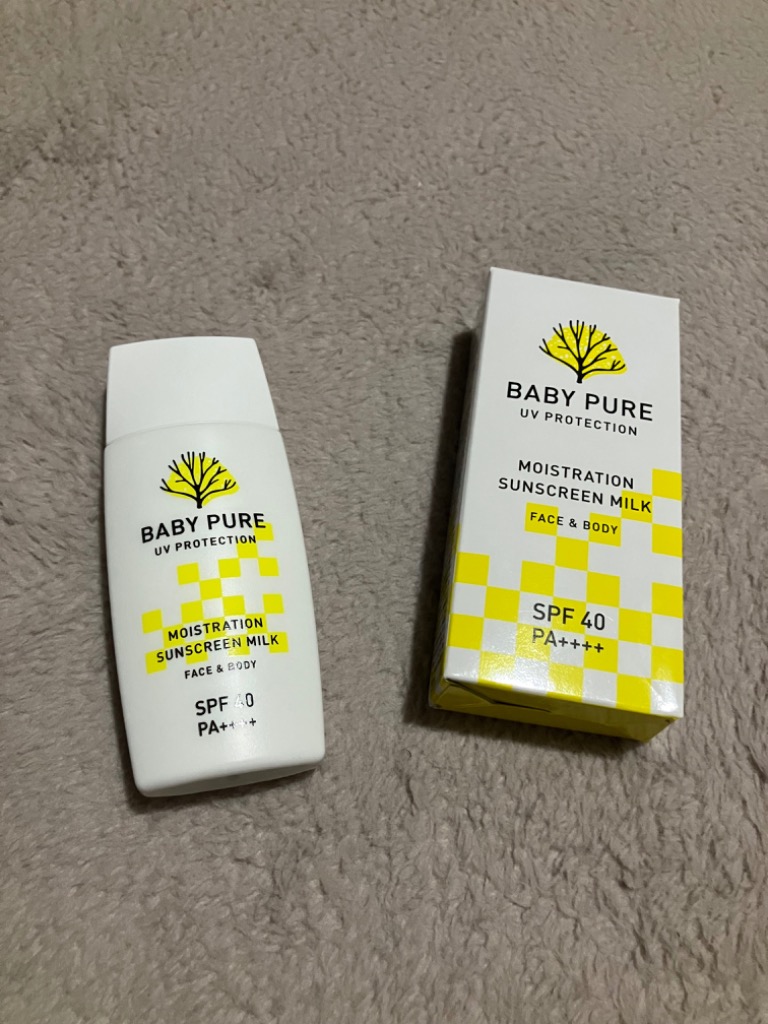 BABY PURE
UV PROTECTION
MOISTRATION
SUNSCREEN MILK
FACE & BODY
SPF 40
PA++++
BABY PURE
UV PROTECTION
MOISTRATION
SUNSCREEN MILK
FACE & BODY
SPF 40
PA++++